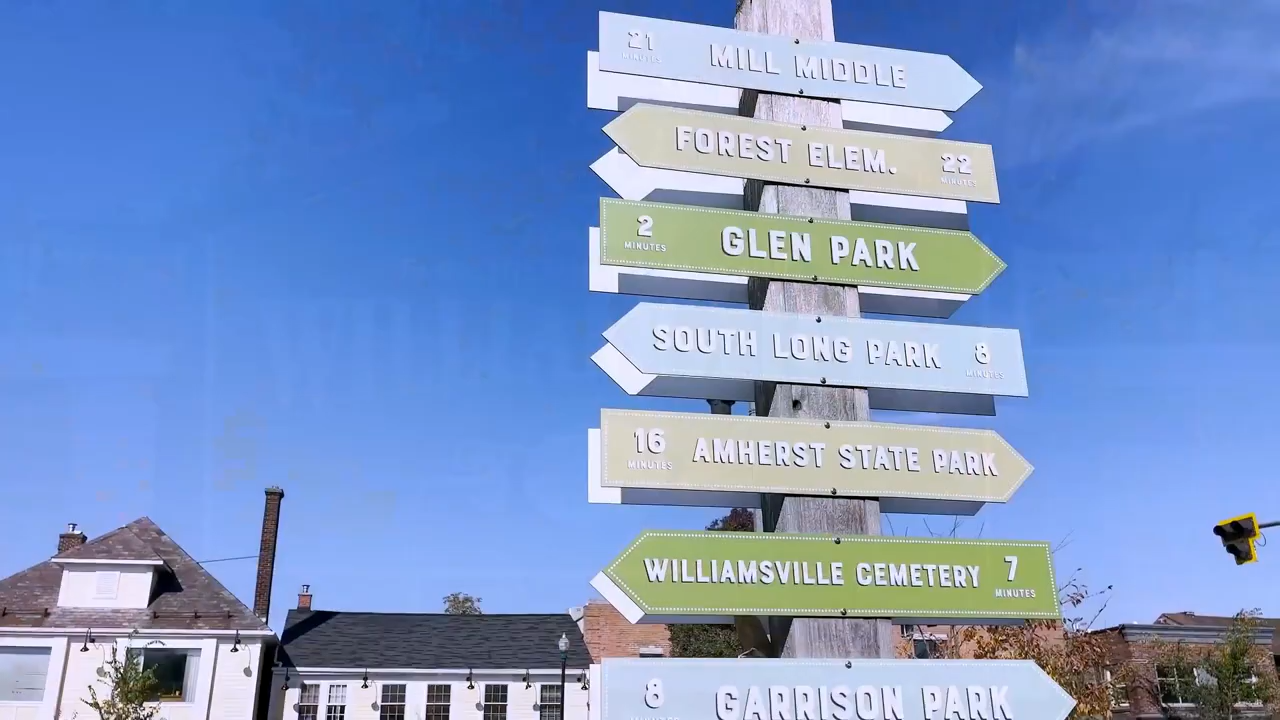 21 MINUTES MILL MIDDLE
FOREST ELEM. 22 MINUTES
2 MINUTES GLEN PARK
SOUTH LONG PARK 8 MINUTES
16 MINUTES AMHERST STATE PARK
WILLIAMSVILLE CEMETERY 7 MINUTES
8 MINUTES GARRISON PARK